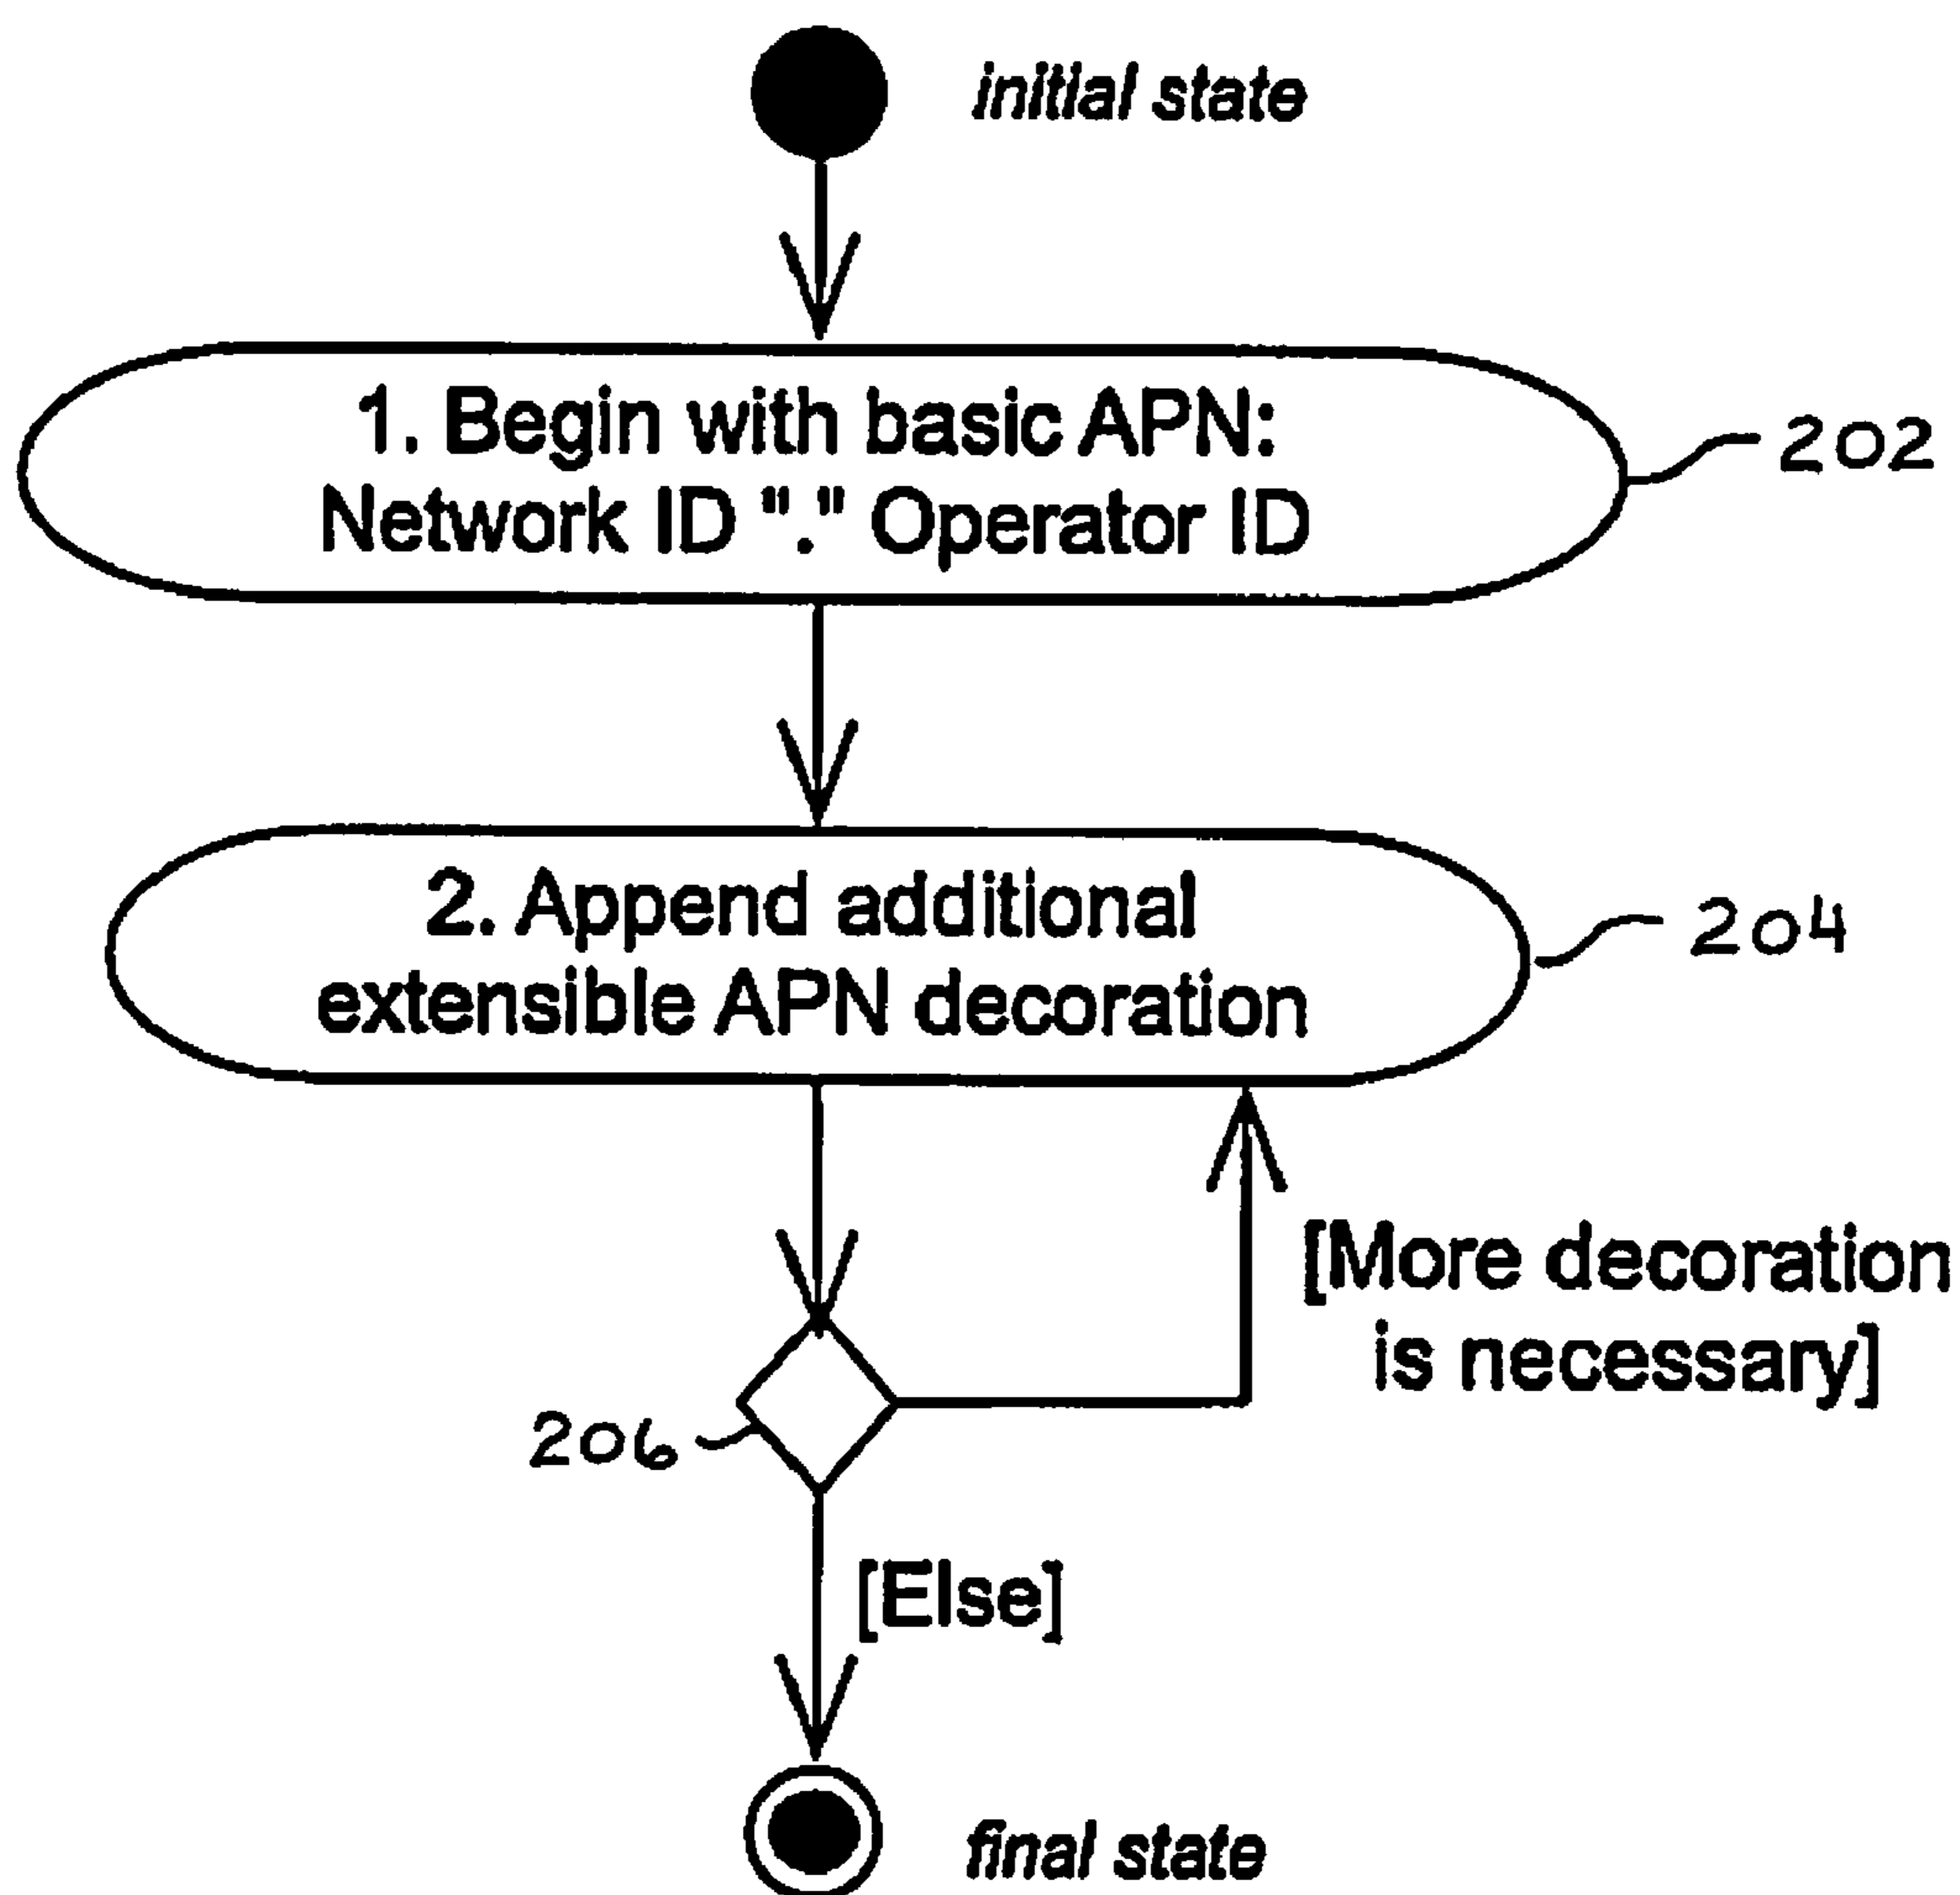 initial state
1. Begin with basic APN:
Network ID "." Operator ID
202
2. Append additional
extensible APN decoration
204
[More decoration
is necessary]
206
[Else]
final state